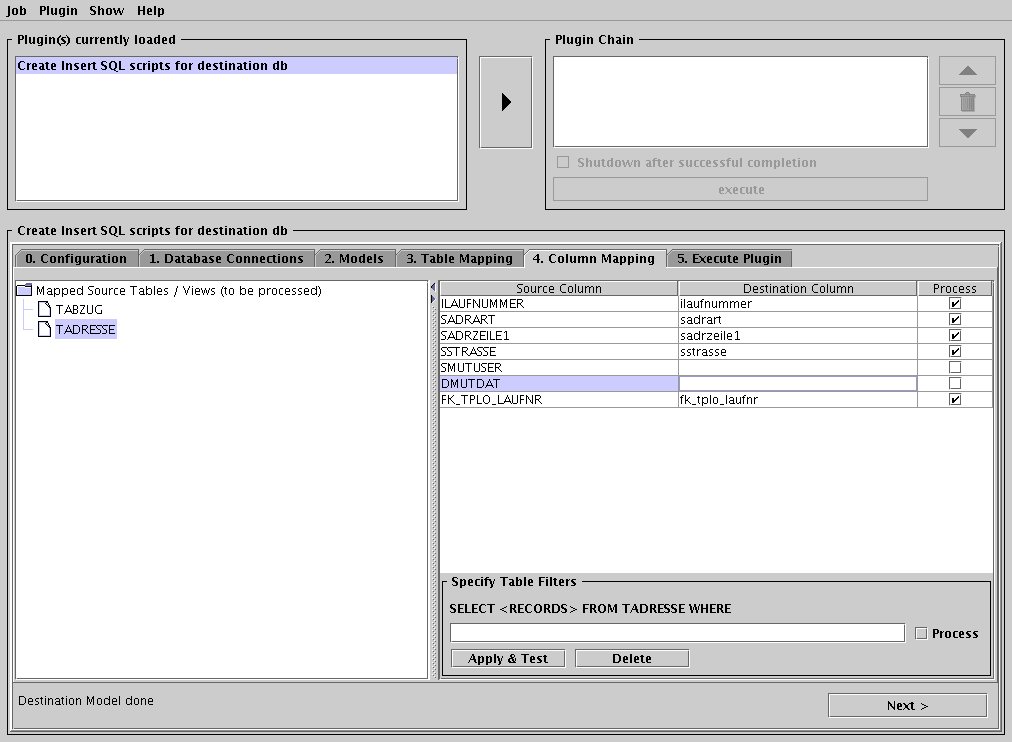 Job Plugin Show Help
Plugin(s) currently loaded
Create Insert SQL scripts for destination db
Plugin Chain
Shutdown after successful completion
execute
Create Insert SQL scripts for destination db
0. Configuration 1. Database Connections 2. Models 3. Table Mapping 4. Column Mapping 5. Execute Plugin
Mapped Source Tables / Views (to be processed)
TABZUG
TADRESSE
Source Column Destination Column Process
ILAUFNUMMER ilaufnummer
SADRART sadrart
SADRZEILE1 sadrzeile1
SSTRASSE sstrasse
SMUTUSER
DMUTDAT
FK_TPLO_LAUFNR fk_tplo_laufnr
Specify Table Filters
SELECT <RECORDS> FROM TADRESSE WHERE
Process
Apply & Test Delete
Destination Model done
Next >